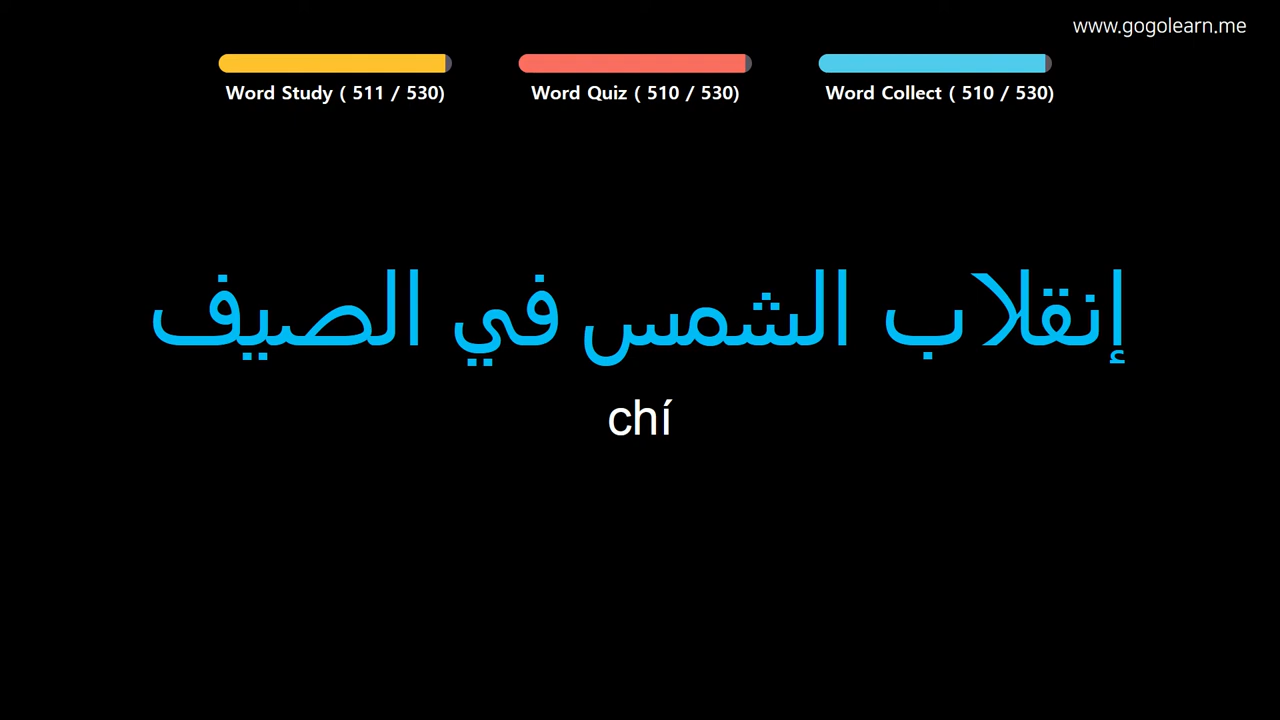 www.gogolearn.me
Word Study ( 511 / 530) Word Quiz ( 510 / 530) Word Collect ( 510 / 530)
إنقلاب الشمس في الصيف
chí